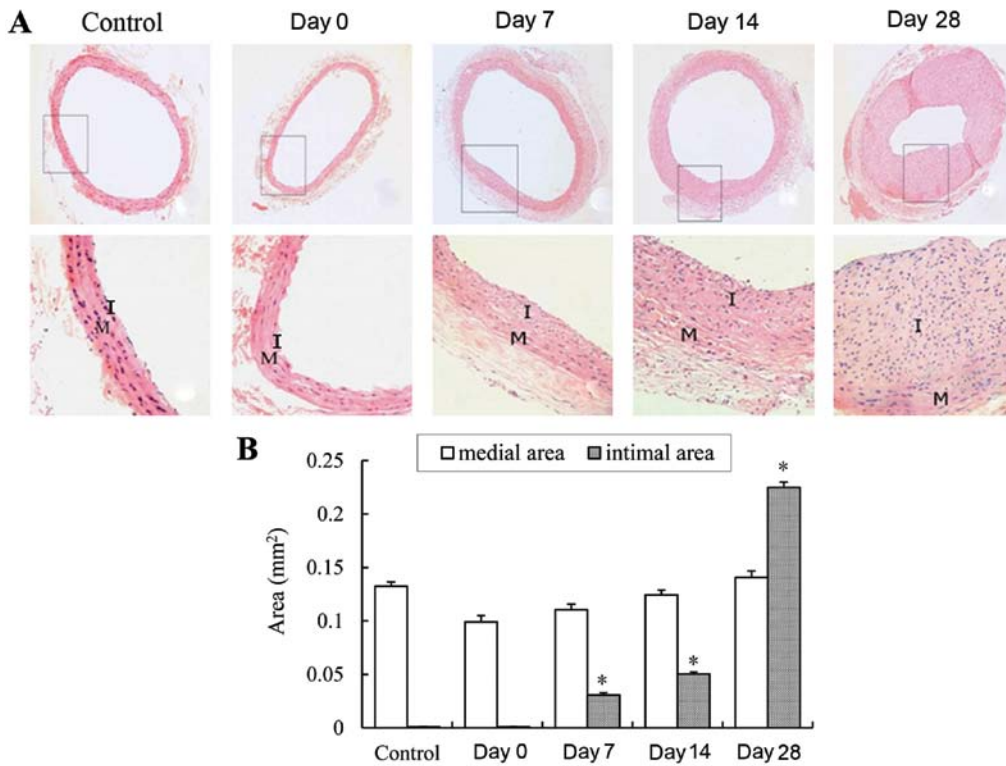 A Control Day 0 Day 7 Day 14 Day 28
I I I I I
M M M M M
B
medial area intimal area
0.25
0.2
0.15
0.1
0.05
0
Area (mm²)
* * *
Control Day 0 Day 7 Day 14 Day 28